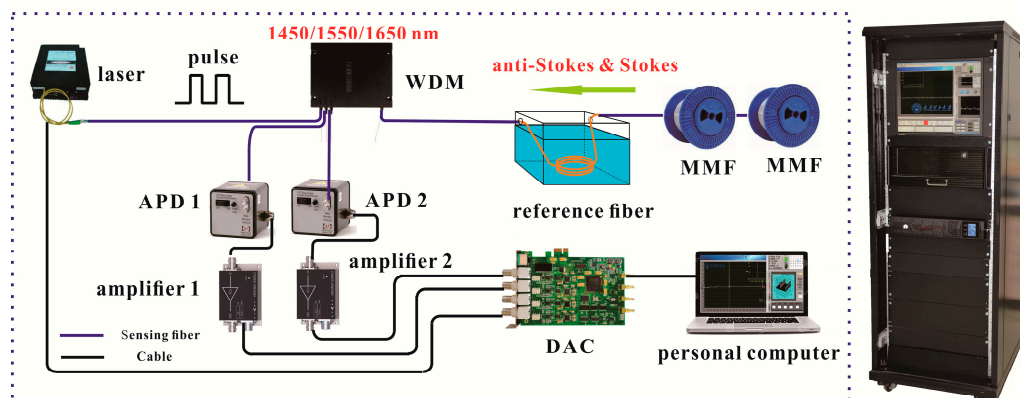 1450/1550/1650 nm
laser
pulse
WDM
anti-Stokes & Stokes
MMF
MMF
APD 1
APD 2
reference fiber
amplifier 1
amplifier 2
Sensing fiber
Cable
DAC
personal computer